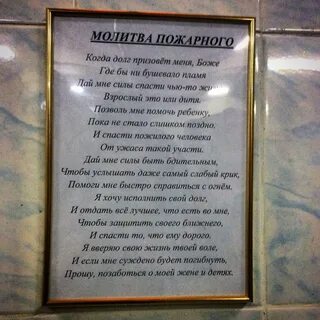 МОЛИТВА ПОЖАРНОГО
Когда долг призовёт меня, Боже
Где бы ни бушевало пламя
Дай мне силы спасти чью-то
Взрослый это или дитя.
Позволь мне помочь ребенку,
Пока не стало слишком поздно.
И спасти пожилого человека
От ужаса такой участи.
Дай мне силы быть бдительным,
Чтобы услышать даже самый слабый крик,
Помоги мне быстро справиться с огнём.
Я хочу исполнить свой долг,
И отдать всё лучшее, что есть во мне,
Чтобы защитить своего ближнего,
И спасти то, что ему дорого.
Я вверяю свою жизнь твоей воле,
И если мне суждено будет погибнуть,
Прошу, позаботься о моей жене и детях.